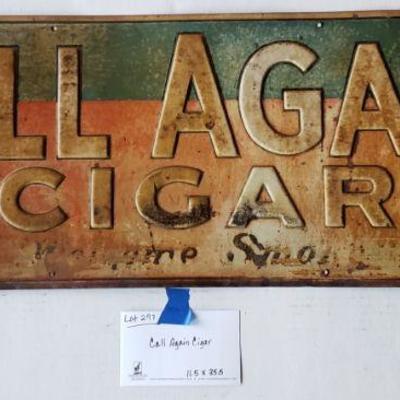 LL AGA
CIGAR
Lot 297
Call Again Cigar
11.5 x 35.5